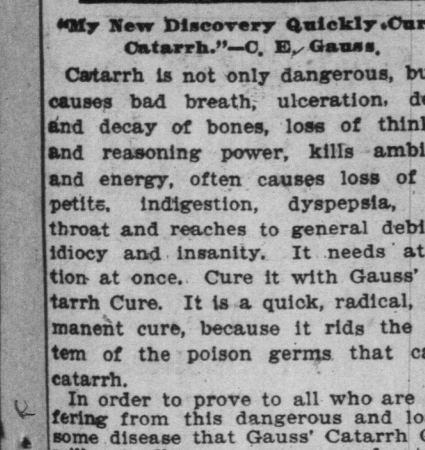 "My New Discovery Quickly Cur
Catarrh."—C. E. Gauss.
Catarrh is not only dangerous, bu
causes bad breath, ulceration, de
and decay of bones, loss of think
and reasoning power, kills ambi
and energy, often causes loss of
petite, indigestion, dyspepsia,
throat and reaches to general debi
idiocy and insanity. It needs at
tion at once. Cure it with Gauss'
tarrh Cure. It is a quick, radical,
manent cure, because it rids the
tem of the poison germs that ca
catarrh.
In order to prove to all who are
fering from this dangerous and lo
some disease that Gauss' Catarrh C